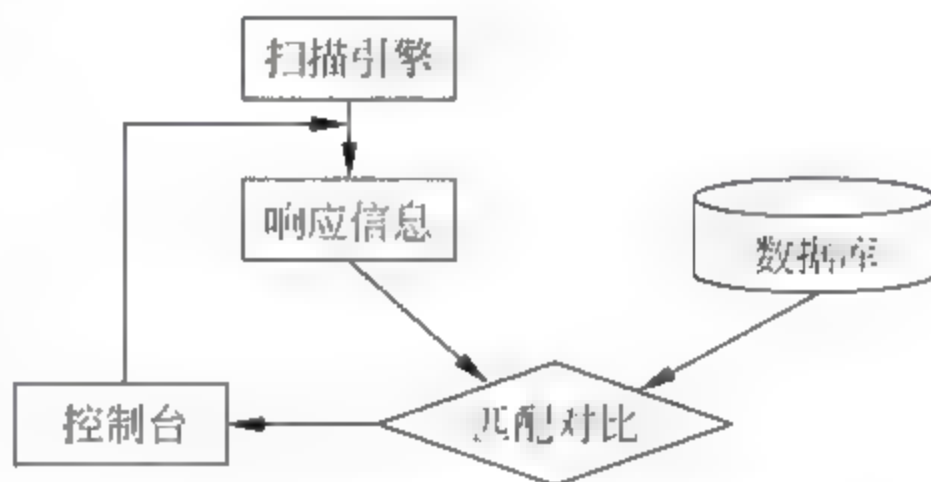 扫描引擎
响应信息
数据库
控制台
匹配对比